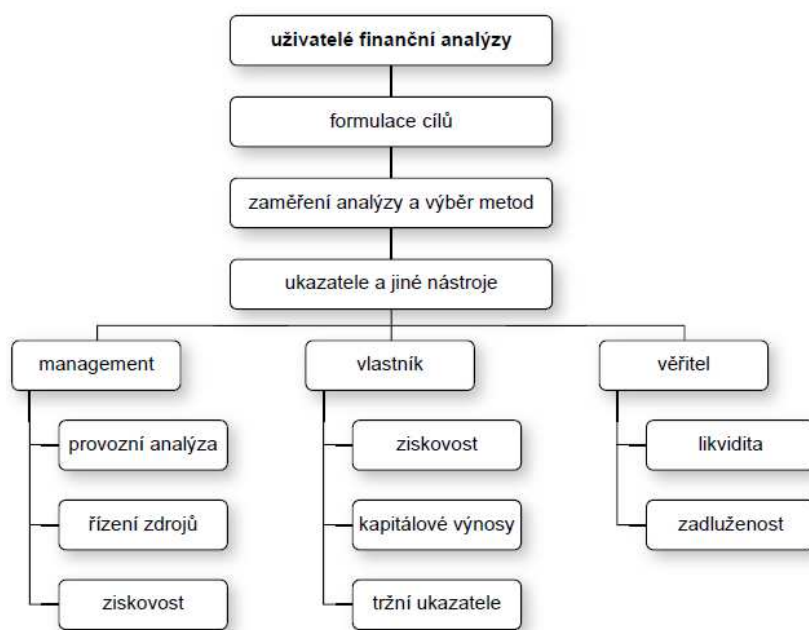 uživatelé finanční analýzy
formulace cílů
zaměření analýzy a výběr metod
ukazatele a jiné nástroje
management
vlastník
věřitel
provozní analýza
ziskovost
likvidita
řízení zdrojů
kapitálové výnosy
zadluženost
ziskovost
tržní ukazatele